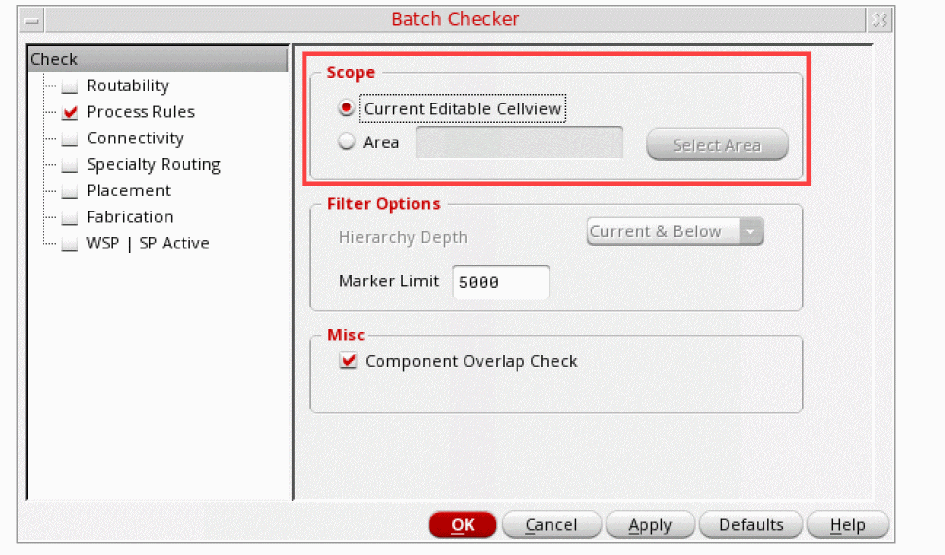 Batch Checker
Check
Routability
Process Rules
Connectivity
Specialty Routing
Placement
Fabrication
WSP | SP Active
Scope
Current Editable Cellview
Area
Select Area
Filter Options
Hierarchy Depth
Current & Below
Marker Limit
5000
Misc
Component Overlap Check
OK
Cancel
Apply
Defaults
Help